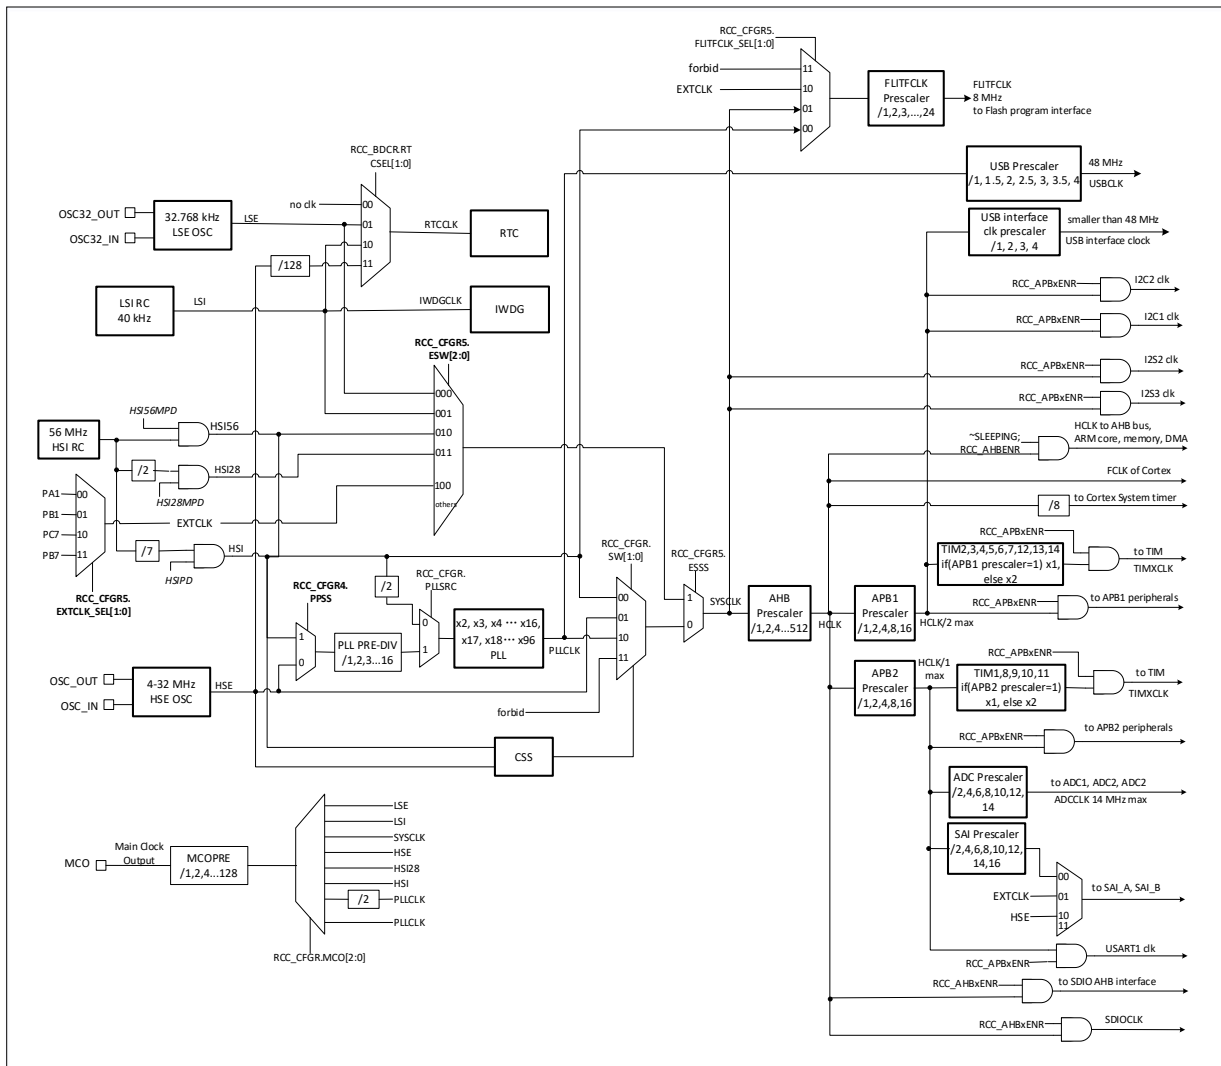 RCC_CFGR5.
FLITFCLK_SEL[1:0]
forbid
11
EXTCLK
10
01
00
FLITFCLK
Prescaler
/1,2,3,...,24
FLITFCLK
8 MHz
to Flash program interface
RCC_BDCR.RT
CSEL[1:0]
no clk
00
01
10
11
OSC32_OUT
OSC32_IN
32.768 kHz
LSE OSC
LSE
/128
RTCCLK
RTC
USB Prescaler
/1, 1.5, 2, 2.5, 3, 3.5, 4
48 MHz
USBCLK
USB interface
clk prescaler
/1, 2, 3, 4
smaller than 48 MHz
USB interface clock
LSI RC
40 kHz
LSI
IWDGCLK
IWDG
RCC_APBxENR
I2C2 clk
RCC_APBxENR
I2C1 clk
RCC_APBxENR
I2S2 clk
RCC_APBxENR
I2S3 clk
RCC_CFGR5.
ESW[2:0]
000
001
010
011
100
others
HSI56MPD
56 MHz
HSI RC
HSI56
/2
HSI28
HSI28MPD
PA1
00
PB1
01
PC7
10
PB7
11
EXTCLK
RCC_CFGR5.
EXTCLK_SEL[1:0]
/7
HSI
HSIPD
~SLEEPING;
RCC_AHBENR
HCLK to AHB bus,
ARM core, memory, DMA
FCLK of Cortex
/8
to Cortex System timer
RCC_CFGR4.
PPSS
1
0
PLL PRE-DIV
/1,2,3...16
/2
RCC_CFGR.
PLLSRC
0
1
x2, x3, x4 ··· x16,
x17, x18··· x96
PLL
PLLCLK
RCC_CFGR.
SW[1:0]
00
01
10
11
forbid
RCC_CFGR5.
ESSS
1
0
SYSCLK
AHB
Prescaler
/1,2,4...512
HCLK
APB1
Prescaler
/1,2,4,8,16
HCLK/2 max
RCC_APBxENR
TIM2,3,4,5,6,7,12,13,14
if(APB1 prescaler=1) x1,
else x2
to TIM
TIMXCLK
RCC_APBxENR
to APB1 peripherals
OSC_OUT
OSC_IN
4-32 MHz
HSE OSC
HSE
CSS
APB2
Prescaler
/1,2,4,8,16
HCLK/1
max
RCC_APBxENR
TIM1,8,9,10,11
if(APB2 prescaler=1)
x1, else x2
to TIM
TIMXCLK
RCC_APBxENR
to APB2 peripherals
ADC Prescaler
/2,4,6,8,10,12,
14
to ADC1, ADC2, ADC2
ADCCLK 14 MHz max
SAI Prescaler
/2,4,6,8,10,12,
14,16
EXTCLK
HSE
00
01
10
11
to SAI_A, SAI_B
RCC_APBxENR
USART1 clk
RCC_AHBxENR
to SDIO AHB interface
RCC_AHBxENR
SDIOCLK
MCO
Main Clock
Output
MCOPRE
/1,2,4...128
LSE
LSI
SYSCLK
HSE
HSI28
HSI
/2
PLLCLK
PLLCLK
RCC_CFGR.MCO[2:0]